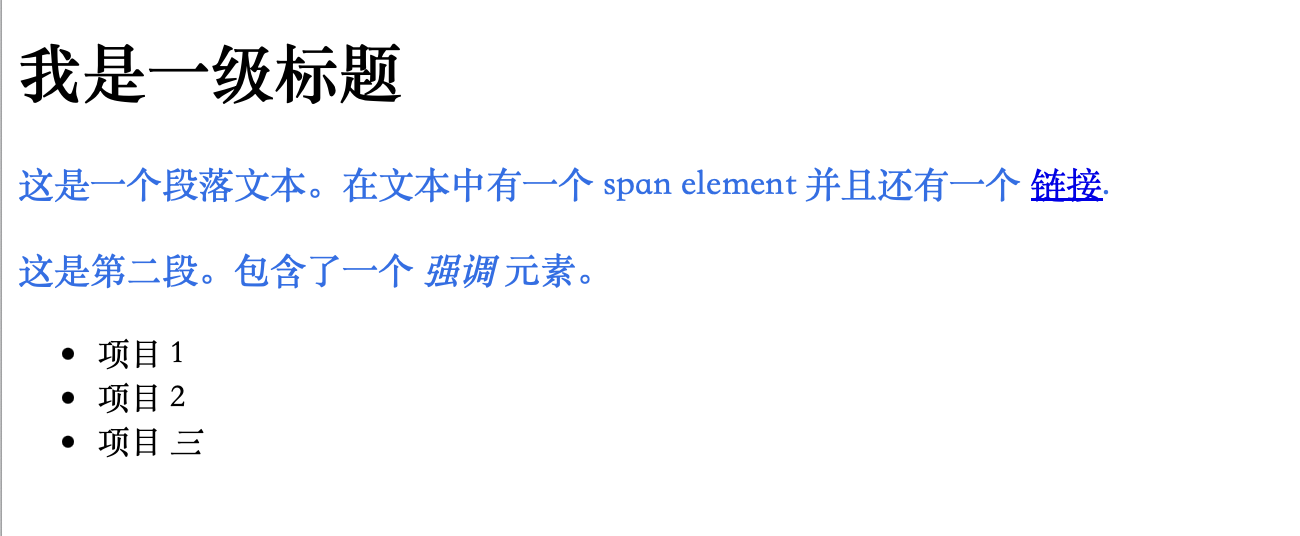 我是一级标题
这是一个段落文本。在文本中有一个 span element 并且还有一个 链接.
这是第二段。包含了一个 强调 元素。
• 项目 1
• 项目 2
• 项目 三